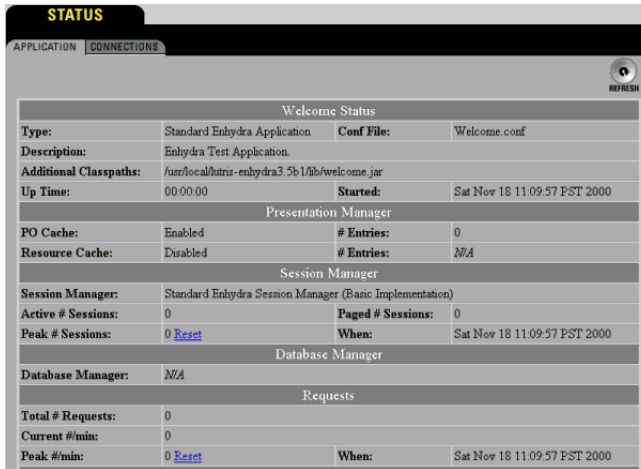 STATUS
APPLICATION CONNECTIONS
REFRESH
Welcome Status
Type: Standard Enhydra Application Conf File: Welcome.conf
Description: Enhydra Test Application.
Additional Classpaths: /usr/local/lutris-enhydra3.5b1/lib/welcome.jar
Up Time: 00:00:00 Started: Sat Nov 18 11:09:57 PST 2000
Presentation Manager
PO Cache: Enabled # Entries: 0
Resource Cache: Disabled # Entries: N/A
Session Manager
Session Manager: Standard Enhydra Session Manager (Basic Implementation)
Active # Sessions: 0 Paged # Sessions: 0
Peak # Sessions: 0 Reset When: Sat Nov 18 11:09:57 PST 2000
Database Manager
Database Manager: N/A
Requests
Total # Requests: 0
Current #/min: 0
Peak #/min: 0 Reset When: Sat Nov 18 11:09:57 PST 2000